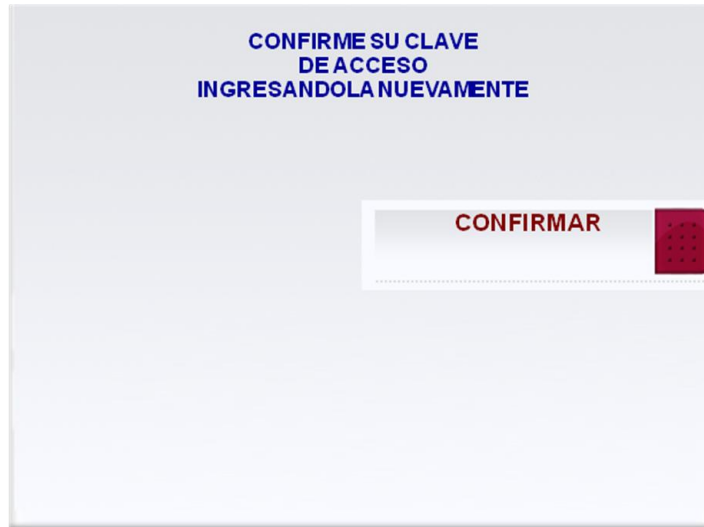 CONFIRME SU CLAVE
DE ACCESO
INGRESANDOLA NUEVAMENTE
CONFIRMAR